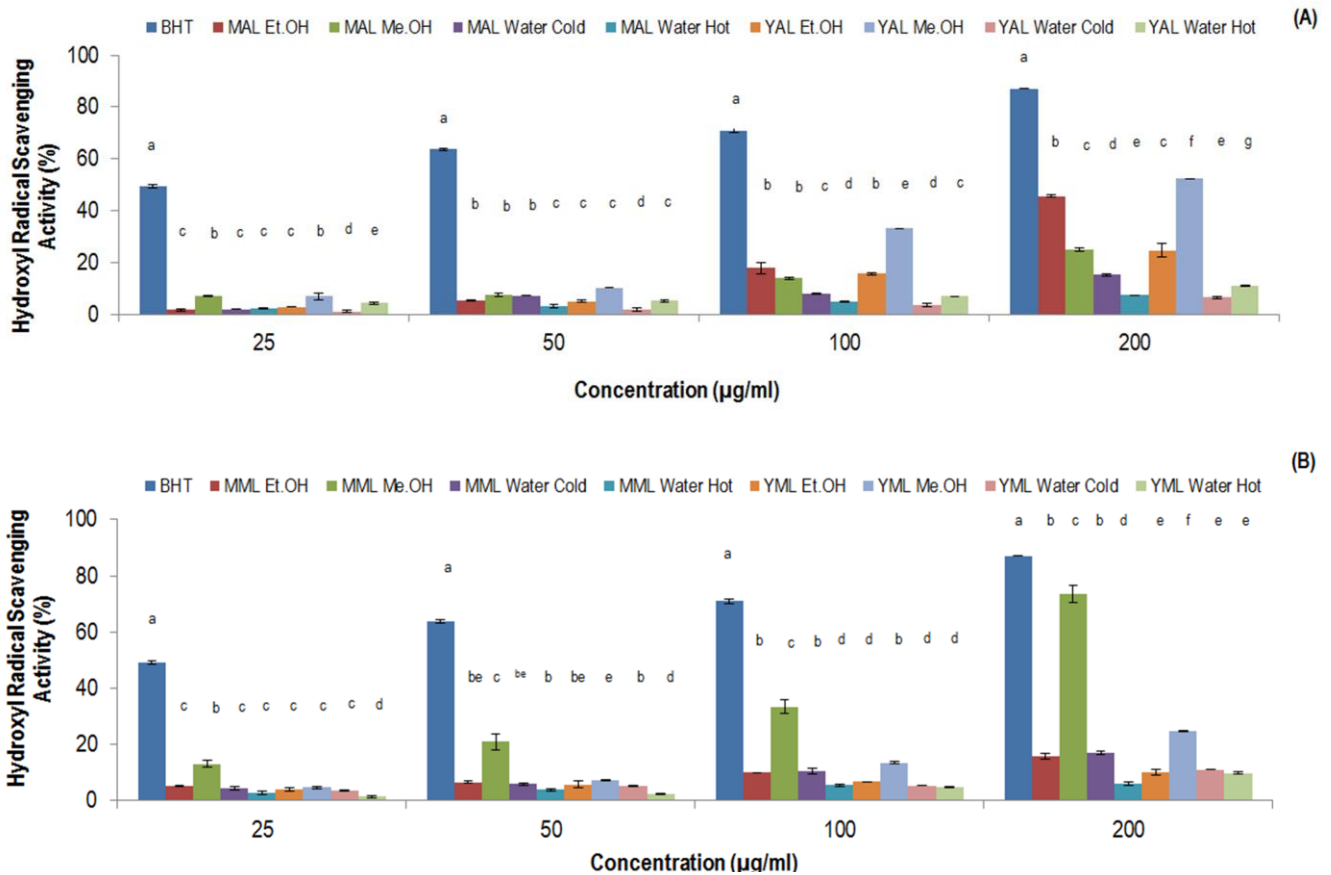 (A)
BHT MAL Et.OH MAL Me.OH MAL Water Cold MAL Water Hot YAL Et.OH YAL Me.OH YAL Water Cold YAL Water Hot
Hydroxyl Radical Scavenging
Activity (%)
100
80
60
40
20
0
a
c b c c c b d e
a
b b b c c c d c
a
b b c d b e d c
a
b c d e c f e g
25 50 100 200
Concentration (µg/ml)
(B)
BHT MML Et.OH MML Me.OH MML Water Cold MML Water Hot YML Et.OH YML Me.OH YML Water Cold YML Water Hot
Hydroxyl Radical Scavenging
Activity (%)
100
80
60
40
20
0
a
c b c c c c c d
a
be c be b be e b d
a
b c b d d b d d
a b c b d e f e e
25 50 100 200
Concentration (µg/ml)